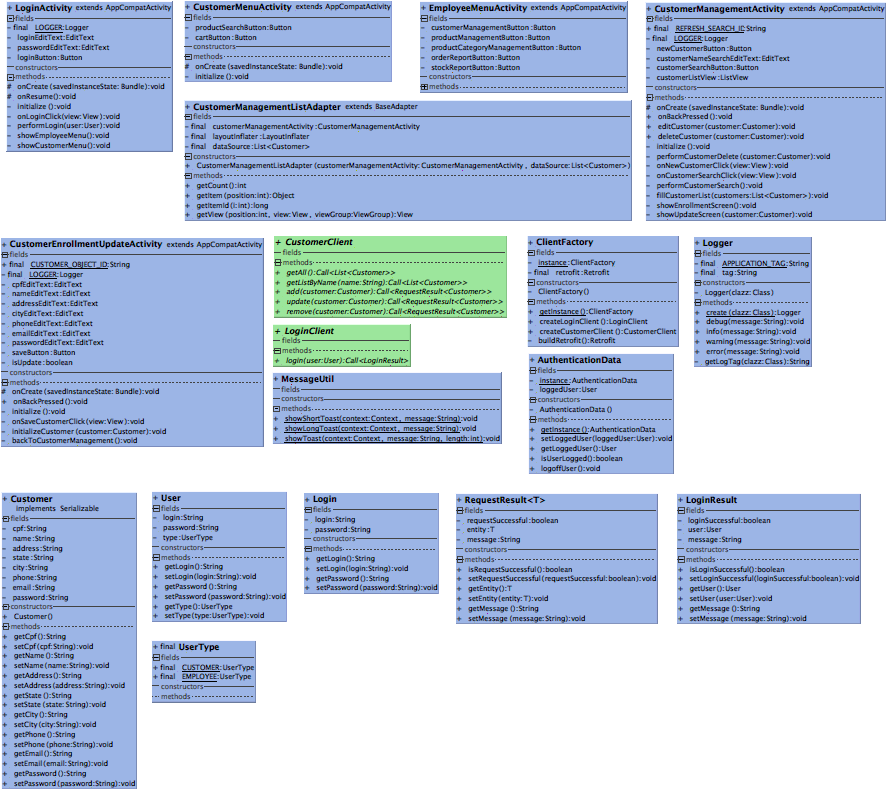 + LoginActivity extends AppCompatActivity
fields
- final LOGGER:Logger
- loginEditText:EditText
- passwordEditText:EditText
- loginButton:Button
constructors
methods
# onCreate (savedInstanceState: Bundle):void
# onResume():void
- initialize ():void
- onLoginClick(view: View ):void
- performLogin(user:User):void
- showEmployeeMenu():void
- showCustomerMenu():void
+ CustomerMenuActivity extends AppCompatActivity
fields
- productSearchButton:Button
- cartButton:Button
constructors
methods
# onCreate (savedInstanceState: Bundle):void
- initialize ():void
+ EmployeeMenuActivity extends AppCompatActivity
fields
- customerManagementButton :Button
- productManagementButton :Button
- productCategoryManagementButton :Button
- orderReportButton :Button
- stockReportButton :Button
constructors
methods
+ CustomerManagementActivity extends AppCompatActivity
fields
+ final REFRESH_SEARCH_ID:String
- final LOGGER:Logger
- newCustomerButton :Button
- customerNameSearchEditText:EditText
- customerSearchButton :Button
- customerListView :ListView
constructors
methods
# onCreate (savedInstanceState: Bundle):void
+ onBackPressed ():void
+ editCustomer (customer:Customer):void
+ deleteCustomer (customer:Customer):void
- initialize ():void
- performCustomerDelete (customer:Customer):void
- onNewCustomerClick(view: View ):void
- onCustomerSearchClick(view: View ):void
- performCustomerSearch():void
- fillCustomerList (customers:List<Customer>):void
- showEnrollmentScreen():void
- showUpdateScreen (customer:Customer):void
+ CustomerManagementListAdapter extends BaseAdapter
fields
- final customerManagementActivity :CustomerManagementActivity
- final layoutInflater :LayoutInflater
- final dataSource:List<Customer>
constructors
+ CustomerManagementListAdapter (customerManagementActivity: CustomerManagementActivity , dataSource:List<Customer>)
methods
+ getCount():int
+ getItem (position:int):Object
+ getItemId (i:int):long
+ getView (position:int, view: View , viewGroup:ViewGroup):View
+ CustomerEnrollmentUpdateActivity extends AppCompatActivity
fields
+ final CUSTOMER_OBJECT_ID:String
- final LOGGER:Logger
- cpfEditText:EditText
- nameEditText:EditText
- addressEditText:EditText
- cityEditText:EditText
- phoneEditText:EditText
- emailEditText:EditText
- passwordEditText:EditText
- saveButton :Button
- isUpdate :boolean
constructors
methods
# onCreate (savedInstanceState: Bundle):void
+ onBackPressed ():void
- initialize ():void
- onSaveCustomerClick(view: View ):void
- initializeCustomer (customer:Customer):void
- backToCustomerManagement ():void
+ CustomerClient
fields
methods
+ getAll ():Call<List<Customer>>
+ getListByName (name:String):Call<List<Customer>>
+ add(customer:Customer):Call<RequestResult<Customer>>
+ update(customer:Customer):Call<RequestResult<Customer>>
+ remove(customer:Customer):Call<RequestResult<Customer>>
+ LoginClient
fields
methods
+ login(user:User):Call<LoginResult>
+ MessageUtil
fields
constructors
methods
+ showShortToast(context:Context , message:String):void
+ showLongToast(context:Context , message:String):void
+ showToast(context:Context , message:String, length:int):void
+ ClientFactory
fields
- instance:ClientFactory
- final retrofit:Retrofit
constructors
- ClientFactory()
methods
+ getInstance():ClientFactory
+ createLoginClient ():LoginClient
+ createCustomerClient ():CustomerClient
- buildRetrofit():Retrofit
+ AuthenticationData
fields
- instance:AuthenticationData
- loggedUser:User
constructors
- AuthenticationData ()
methods
+ getInstance():AuthenticationData
+ setLoggedUser(loggedUser:User):void
+ getLoggedUser():User
+ isUserLogged():boolean
+ logoffUser():void
+ Logger
fields
- final APPLICATION_TAG:String
- final tag:String
constructors
- Logger(clazz: Class)
methods
+ create (clazz: Class):Logger
+ debug(message:String):void
+ info(message:String):void
+ warning(message:String):void
+ error(message:String):void
- getLogTag(clazz: Class):String
+ Customer
implements Serializable
fields
- cpf:String
- name:String
- address:String
- state:String
- city:String
- phone:String
- email:String
- password:String
constructors
+ Customer()
methods
+ getCpf():String
+ setCpf(cpf:String):void
+ getName():String
+ setName(name:String):void
+ getAddress():String
+ setAddress(address:String):void
+ getState ():String
+ setState (state: String):void
+ getCity():String
+ setCity(city:String):void
+ getPhone ():String
+ setPhone (phone:String):void
+ getEmail():String
+ setEmail(email:String):void
+ getPassword ():String
+ setPassword (password:String):void
+ User
fields
- login:String
- password:String
- type:UserType
constructors
methods
+ getLogin():String
+ setLogin(login:String):void
+ getPassword ():String
+ setPassword (password:String):void
+ getType():UserType
+ setType(type:UserType):void
+ final UserType
fields
+ final CUSTOMER:UserType
+ final EMPLOYEE:UserType
constructors
methods
+ Login
fields
- login:String
- password:String
constructors
methods
+ getLogin():String
+ setLogin(login:String):void
+ getPassword ():String
+ setPassword(password:String):void
+ RequestResult<T>
fields
- requestSuccessful:boolean
- entity:T
- message:String
constructors
methods
+ isRequestSuccessful():boolean
+ setRequestSuccessful(requestSuccessful:boolean):void
+ getEntity():T
+ setEntity(entity: T):void
+ getMessage ():String
+ setMessage (message:String):void
+ LoginResult
fields
- loginSuccessful:boolean
- user:User
- message:String
constructors
methods
+ isLoginSuccessful():boolean
+ setLoginSuccessful(loginSuccessful:boolean):void
+ getUser():User
+ setUser(user:User):void
+ getMessage ():String
+ setMessage (message:String):void